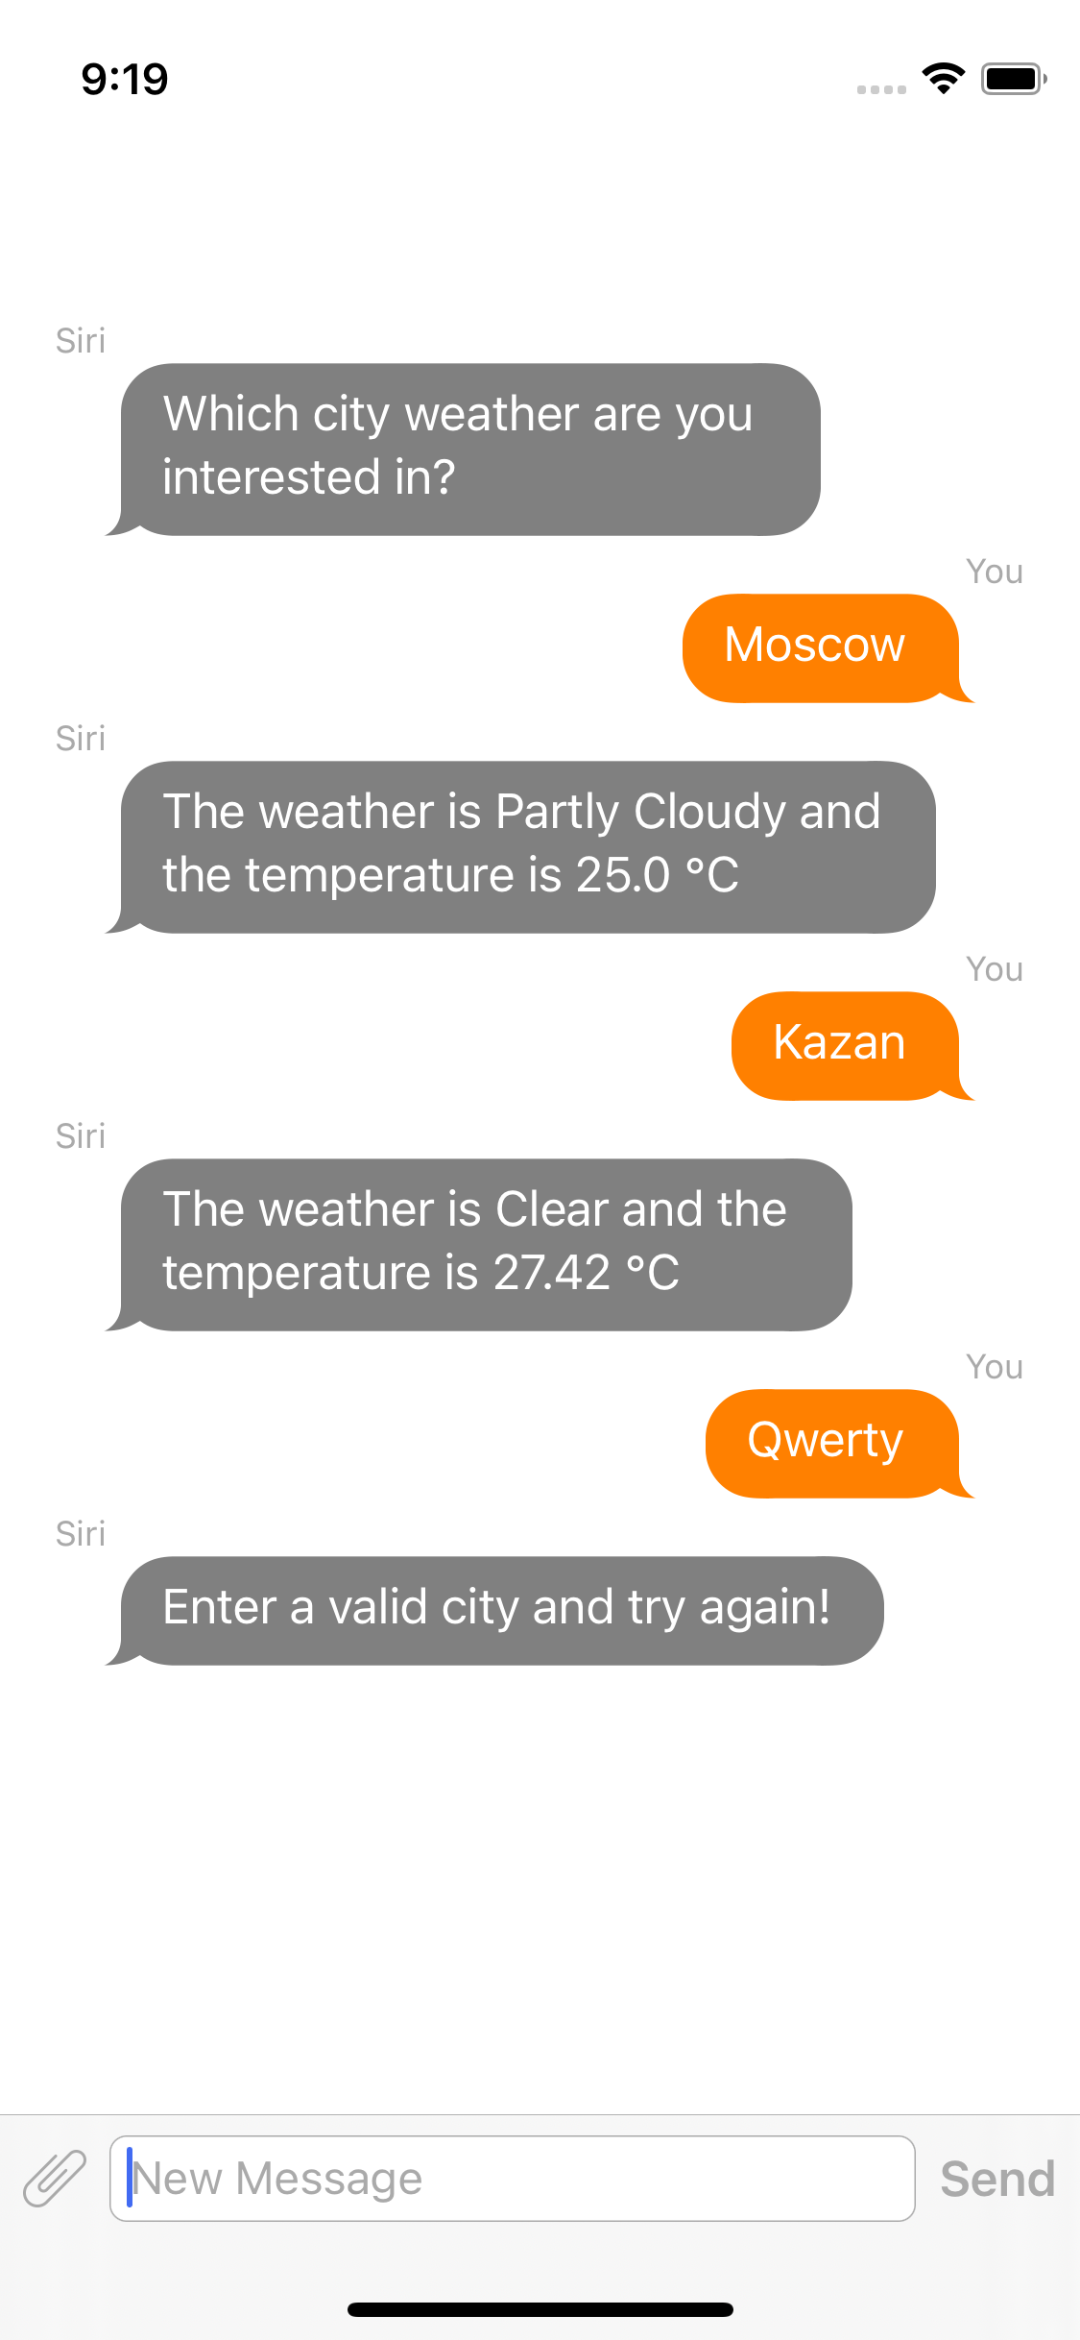 9:19
Siri
Which city weather are you
interested in?
You
Moscow
Siri
The weather is Partly Cloudy and
the temperature is 25.0 °C
You
Kazan
Siri
The weather is Clear and the
temperature is 27.42 °C
You
Qwerty
Siri
Enter a valid city and try again!
New Message
Send